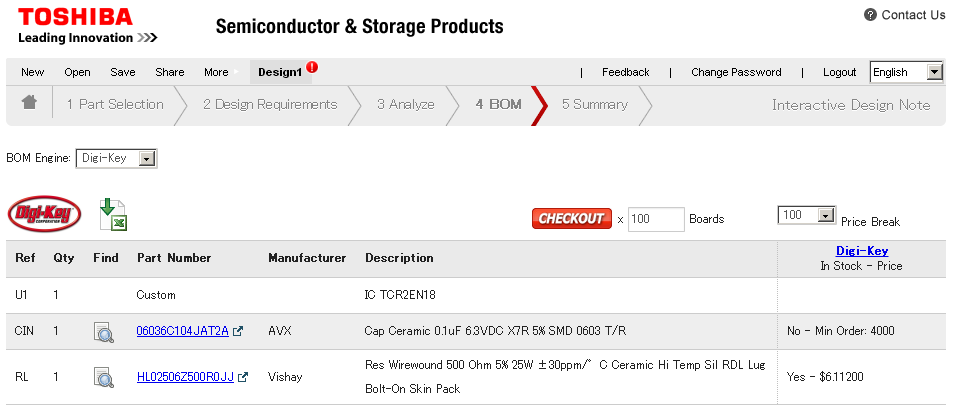 TOSHIBA
Leading Innovation >>>
Semiconductor & Storage Products
? Contact Us
New Open Save Share More Design1 ! | Feedback | Change Password | Logout English
1 Part Selection 2 Design Requirements 3 Analyze 4 BOM 5 Summary Interactive Design Note
BOM Engine: Digi-Key
Digi-Key CORPORATION CHECKOUT x 100 Boards 100 Price Break
Ref Qty Find Part Number Manufacturer Description Digi-Key
In Stock - Price
U1 1 Custom IC TCR2EN18
CIN 1 06036C104JAT2A AVX Cap Ceramic 0.1uF 6.3VDC X7R 5% SMD 0603 T/R No - Min Order: 4000
RL 1 HL02506Z500R0JJ Vishay Res Wirewound 500 Ohm 5% 25W ±30ppm/°C Ceramic Hi Temp Sil RDL Lug
Bolt-On Skin Pack Yes - $6.11200